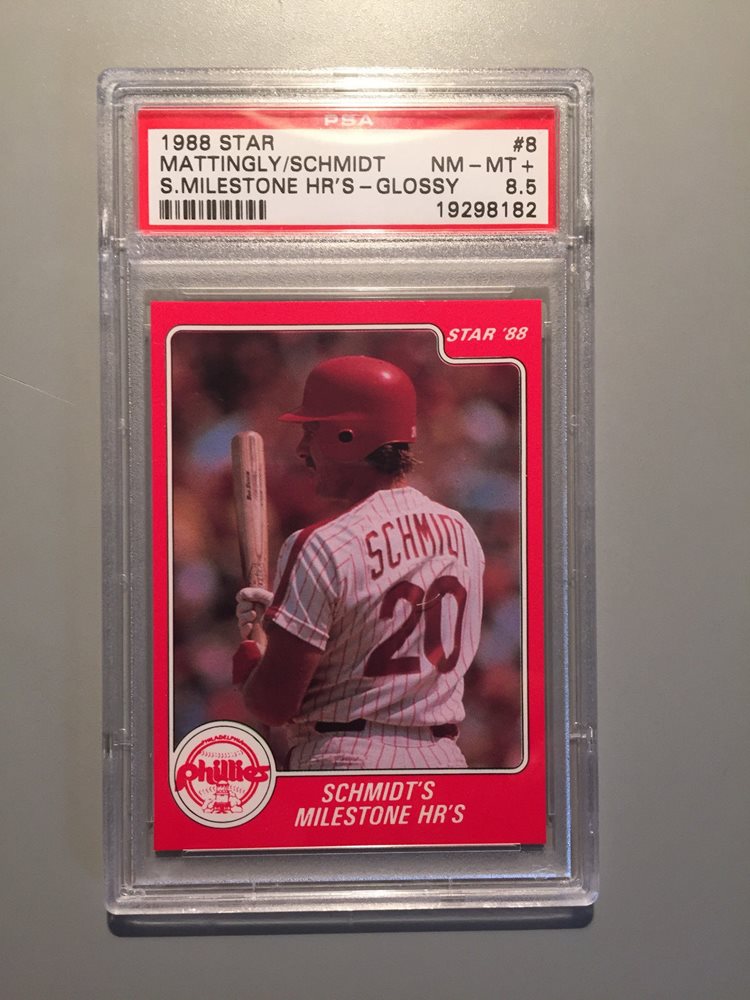 PSA
1988 STAR #8
MATTINGLY/SCHMIDT NM-MT+
S.MILESTONE HR'S-GLOSSY 8.5
19298182
STAR '88
SCHMIDT
20
PHILADELPHIA
Phillies
SCHMIDT'S
MILESTONE HR'S